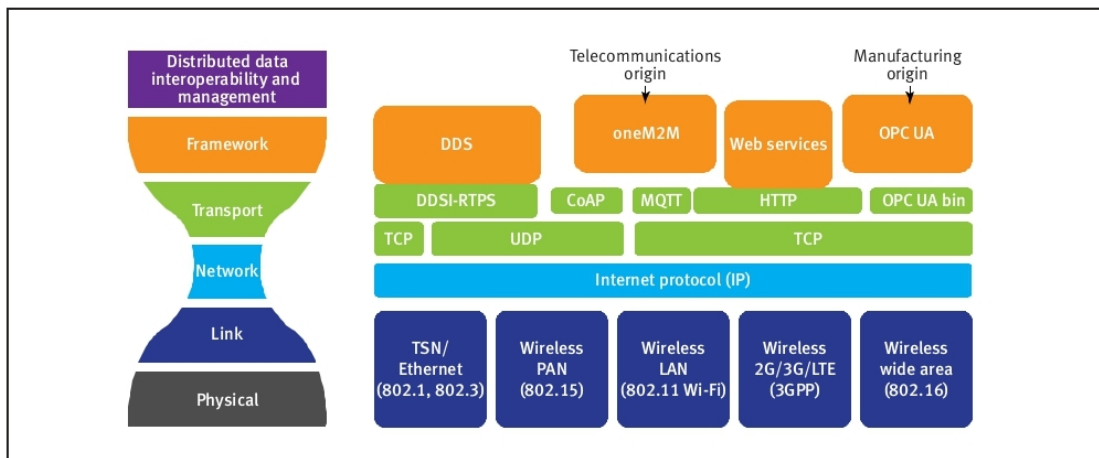 Distributed data
interoperability and
management
Framework
Transport
Network
Link
Physical
Telecommunications
origin
Manufacturing
origin
DDS
oneM2M
Web services
OPC UA
DDSI-RTPS
CoAP
MQTT
HTTP
OPC UA bin
TCP
UDP
TCP
Internet protocol (IP)
TSN/
Ethernet
(802.1, 802.3)
Wireless
PAN
(802.15)
Wireless
LAN
(802.11 Wi-Fi)
Wireless
2G/3G/LTE
(3GPP)
Wireless
wide area
(802.16)